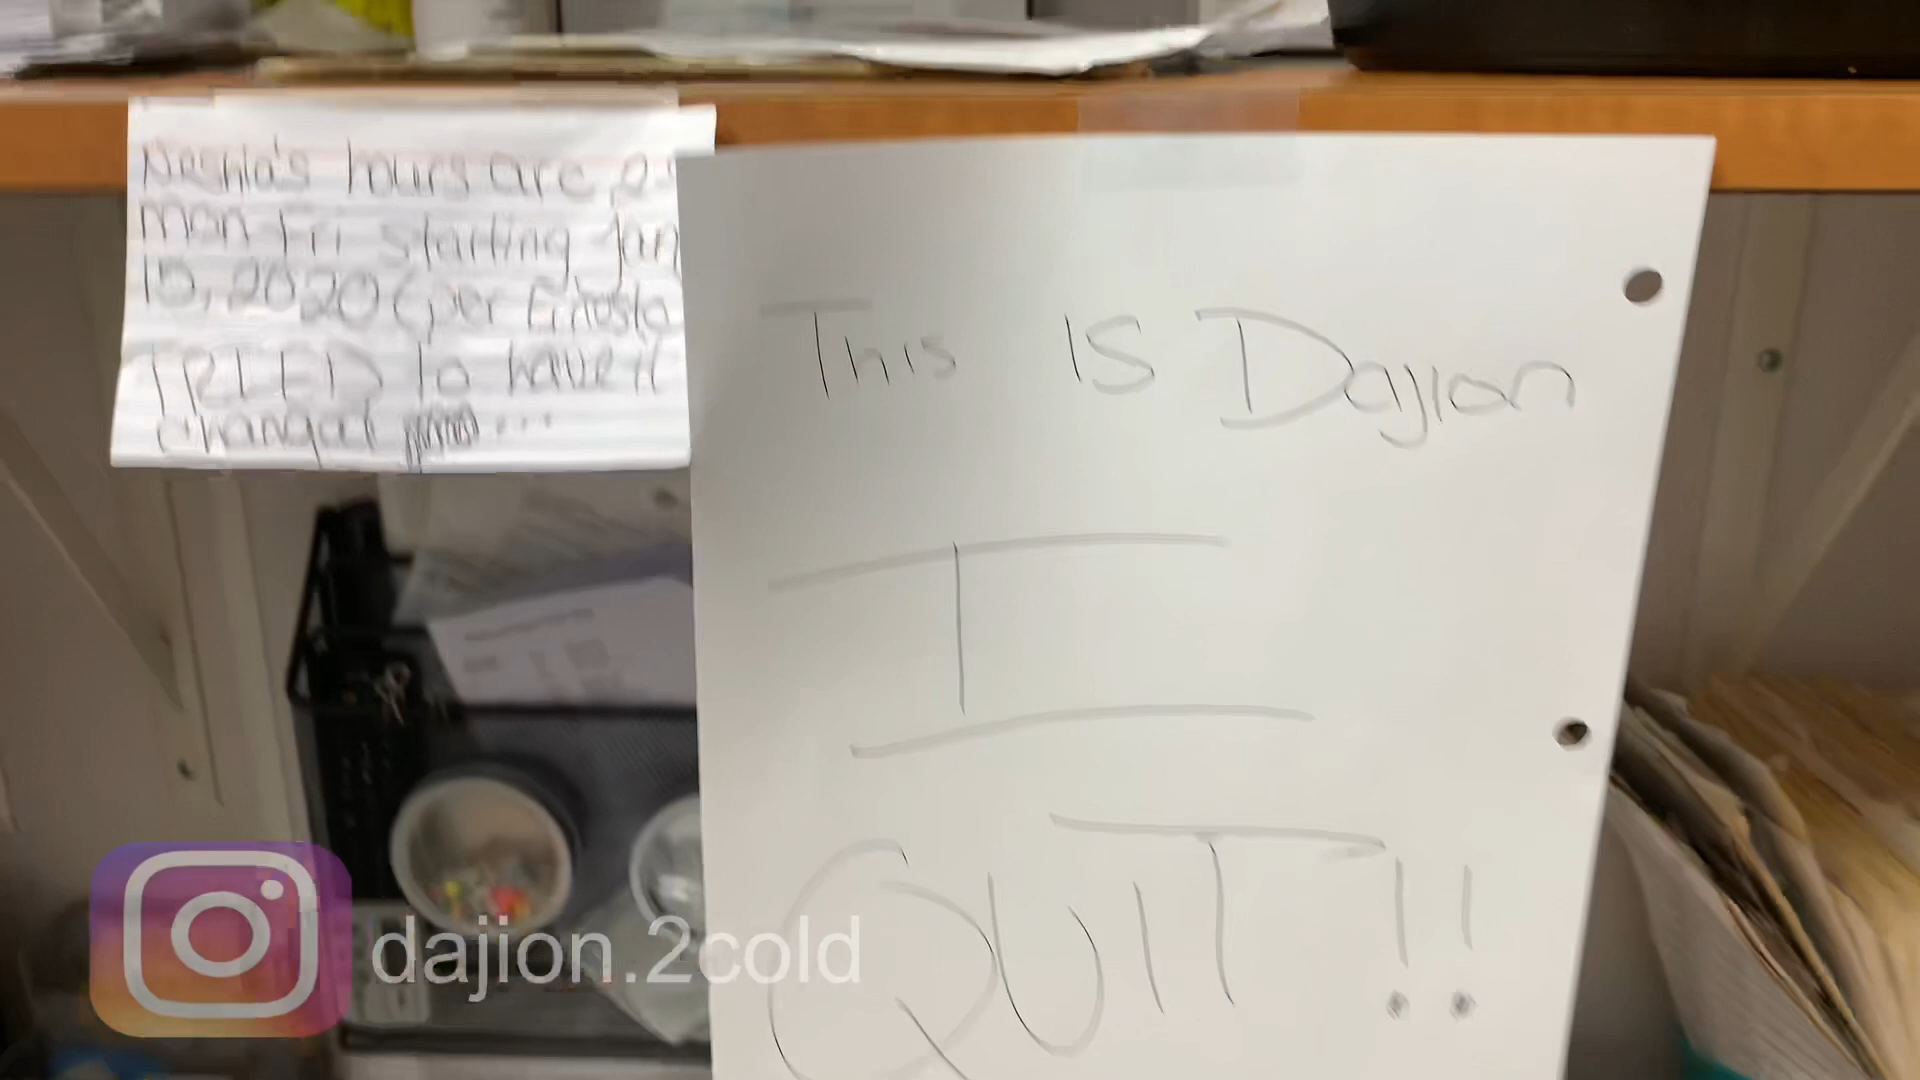 hours are
mon fri starting Jan
15, 2020 (per
TRIED to have it
changed ...
This is Dajion
I
QUIT!!
dajion.2cold